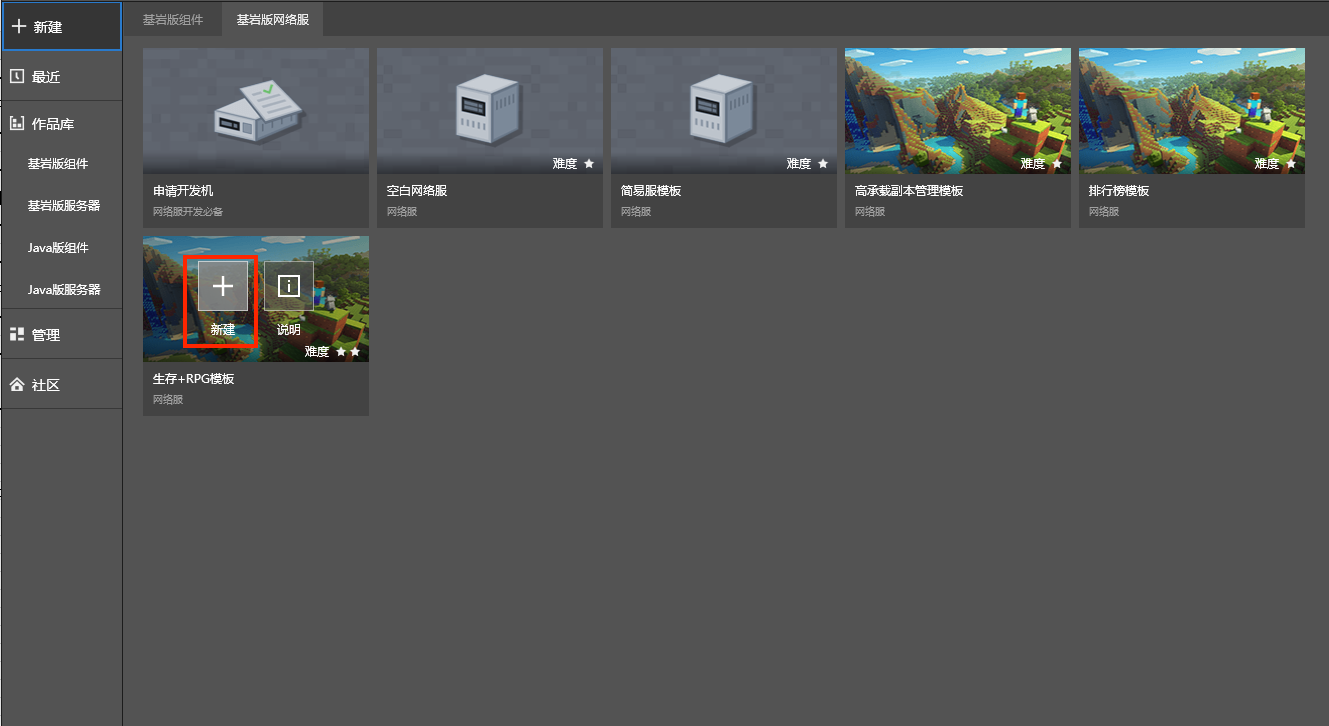 新建
最近
作品库
基岩版组件
基岩版服务器
Java版组件
Java版服务器
管理
社区
基岩版组件
基岩版网络服
申请开发机
网络服开发必备
难度
空白网络服
网络服
难度
简易服模板
网络服
难度
高承载副本管理模板
网络服
难度
排行榜模板
网络服
新建
说明
难度
生存+RPG模板
网络服